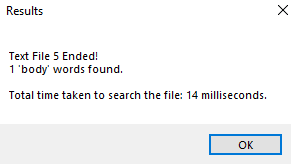 Results
Text File 5 Ended!
1 'body' words found.
Total time taken to search the file: 14 milliseconds.
OK